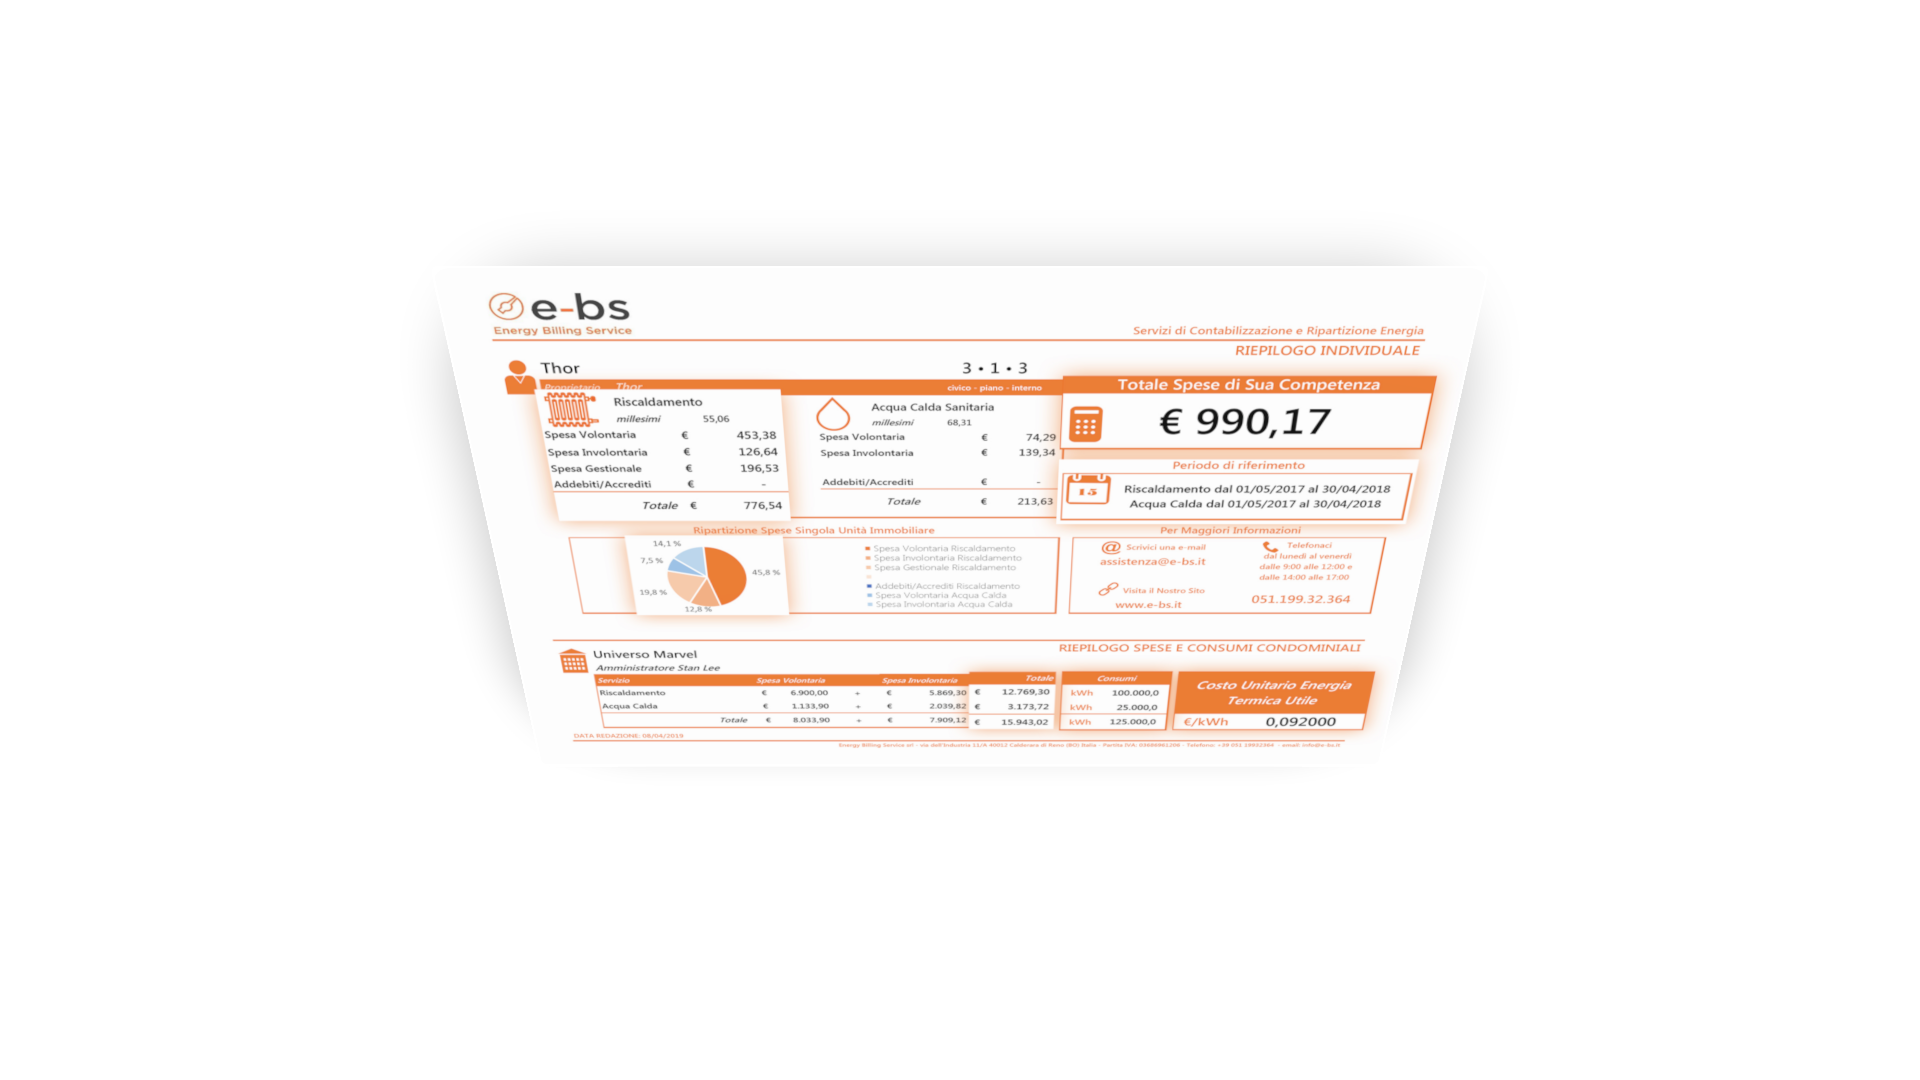 e-bs
Energy Billing Service
Servizi di Contabilizzazione e Ripartizione Energia
RIEPILOGO INDIVIDUALE
Thor
3 • 1 • 3
Proprietario Thor
civico - piano - interno
Riscaldamento
millesimi 55,06
Spesa Volontaria € 453,38
Spesa Involontaria € 126,64
Spesa Gestionale € 196,53
Addebiti/Accrediti € -
Totale € 776,54
Acqua Calda Sanitaria
millesimi 68,31
Spesa Volontaria € 74,29
Spesa Involontaria € 139,34
Addebiti/Accrediti € -
Totale € 213,63
Totale Spese di Sua Competenza
€ 990,17
Periodo di riferimento
15
Riscaldamento dal 01/05/2017 al 30/04/2018
Acqua Calda dal 01/05/2017 al 30/04/2018
Ripartizione Spese Singola Unità Immobiliare
14,1 %
7,5 %
45,8 %
19,8 %
12,8 %
Spesa Volontaria Riscaldamento
Spesa Involontaria Riscaldamento
Spesa Gestionale Riscaldamento
Addebiti/Accrediti Riscaldamento
Spesa Volontaria Acqua Calda
Spesa Involontaria Acqua Calda
Per Maggiori Informazioni
@ Scrivici una e-mail
assistenza@e-bs.it
Visita il Nostro Sito
www.e-bs.it
Telefonaci
dal lunedì al venerdì
dalle 9:00 alle 12:00 e
dalle 14:00 alle 17:00
051.199.32.364
RIEPILOGO SPESE E CONSUMI CONDOMINIALI
Universo Marvel
Amministratore Stan Lee
Servizio Spesa Volontaria Spesa Involontaria Totale Consumi
Riscaldamento € 6.900,00 + € 5.869,30 € 12.769,30 kWh 100.000,0
Acqua Calda € 1.133,90 + € 2.039,82 € 3.173,72 kWh 25.000,0
Totale € 8.033,90 + € 7.909,12 € 15.943,02 kWh 125.000,0
Costo Unitario Energia
Termica Utile
€/kWh 0,092000
DATA REDAZIONE: 08/04/2019
Energy Billing Service srl - via dell'Industria 11/A 40012 Calderara di Reno (BO) Italia - Partita IVA: 03686961206 - Telefono: +39 051 19932364 - email: info@e-bs.it